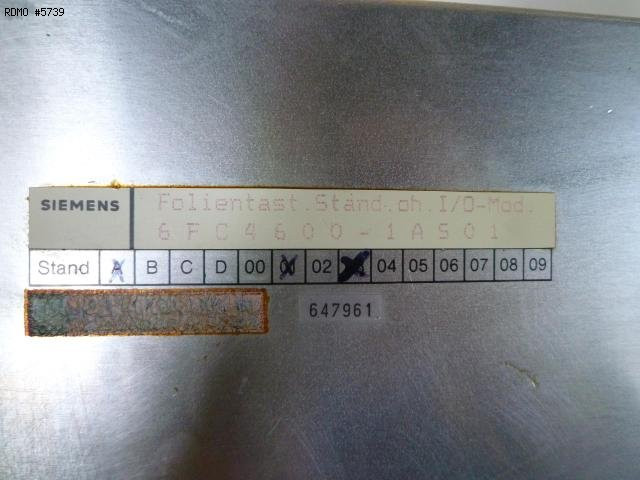 RDMO #5739
SIEMENS
Folientast.Stand.oh.I/O-Mod.
6FC4600-1AS01
Stand A B C D 00 01 02 03 04 05 06 07 08 09
647961